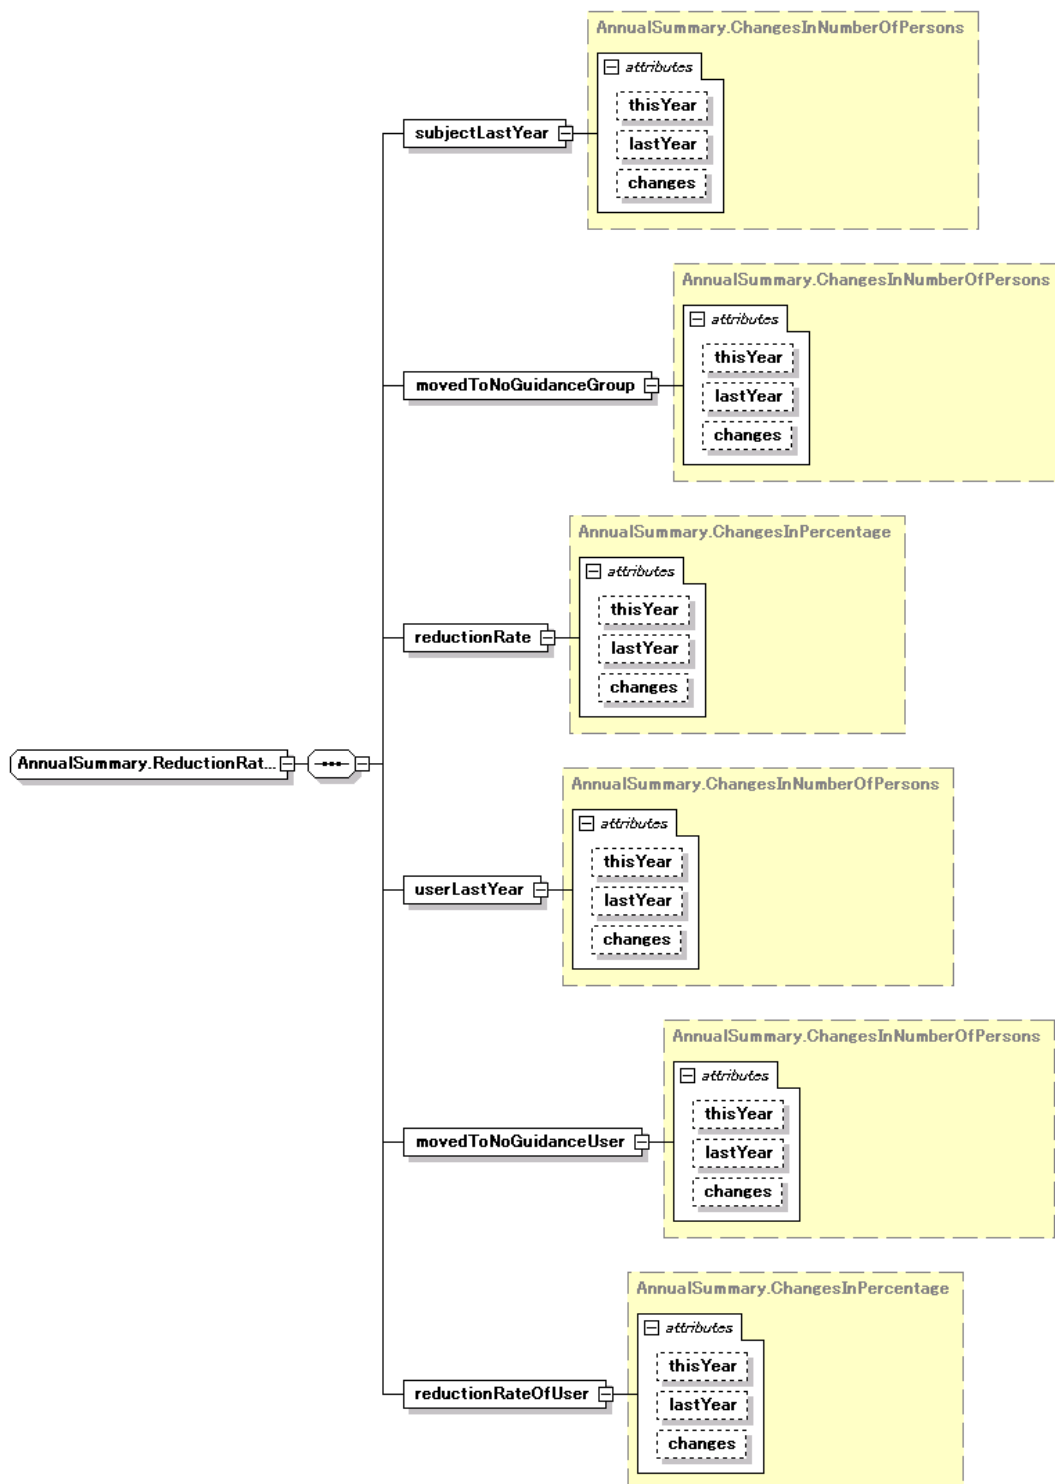 AnnualSummary.ChangesInNumberOfPersons
attributes
thisYear
subjectLastYear
lastYear
changes
AnnualSummary.ChangesInNumberOfPersons
attributes
thisYear
movedToNoGuidanceGroup
lastYear
changes
AnnualSummary.ChangesInPercentage
attributes
thisYear
reductionRate
lastYear
changes
AnnualSummary.ReductionRat...
AnnualSummary.ChangesInNumberOfPersons
attributes
thisYear
userLastYear
lastYear
changes
AnnualSummary.ChangesInNumberOfPersons
attributes
thisYear
movedToNoGuidanceUser
lastYear
changes
AnnualSummary.ChangesInPercentage
attributes
thisYear
reductionRateOfUser
lastYear
changes